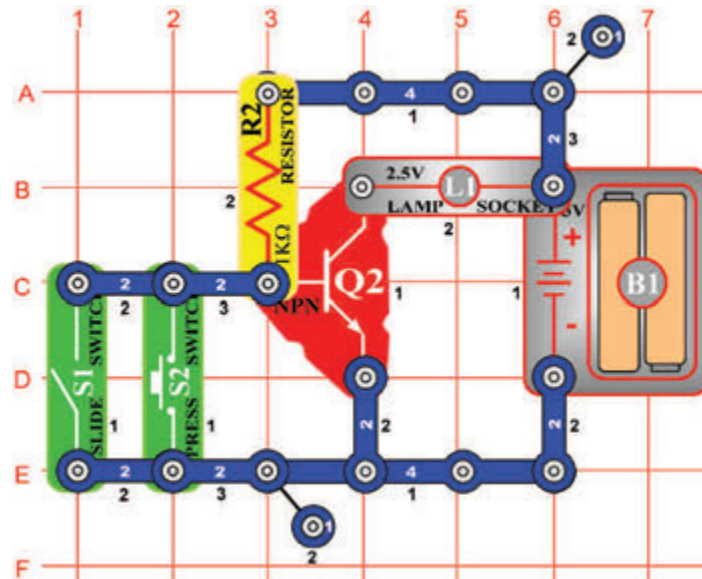 1 2 3 4 5 6 7
2 1
A
4
1
R2
RESISTOR
1KΩ
2
2
3
B
2.5V
L1
LAMP SOCKET
2
3V
+
-
B1
1
C
2 2
2 3
NPN
Q2
1
D
S1
SLIDE SWITCH
1
S2
PRESS SWITCH
1
2
2
2
2
E
2 2 4
2 3 1
1
2
F